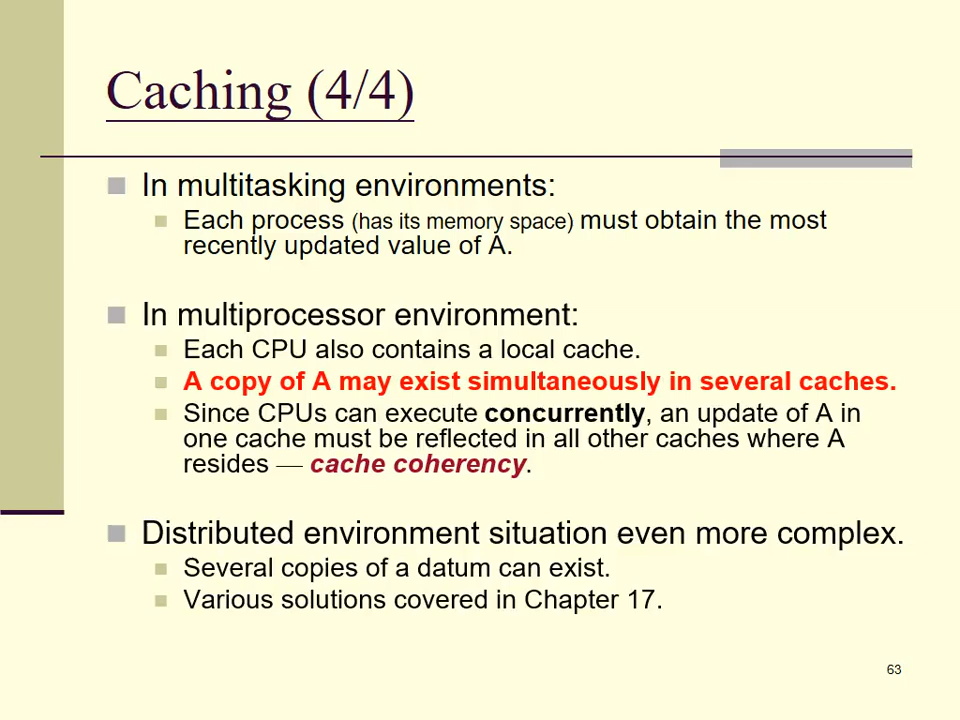 Caching (4/4)
In multitasking environments:
Each process (has its memory space) must obtain the most
recently updated value of A.
In multiprocessor environment:
Each CPU also contains a local cache.
A copy of A may exist simultaneously in several caches.
Since CPUs can execute concurrently, an update of A in
one cache must be reflected in all other caches where A
resides — cache coherency.
Distributed environment situation even more complex.
Several copies of a datum can exist.
Various solutions covered in Chapter 17.
63